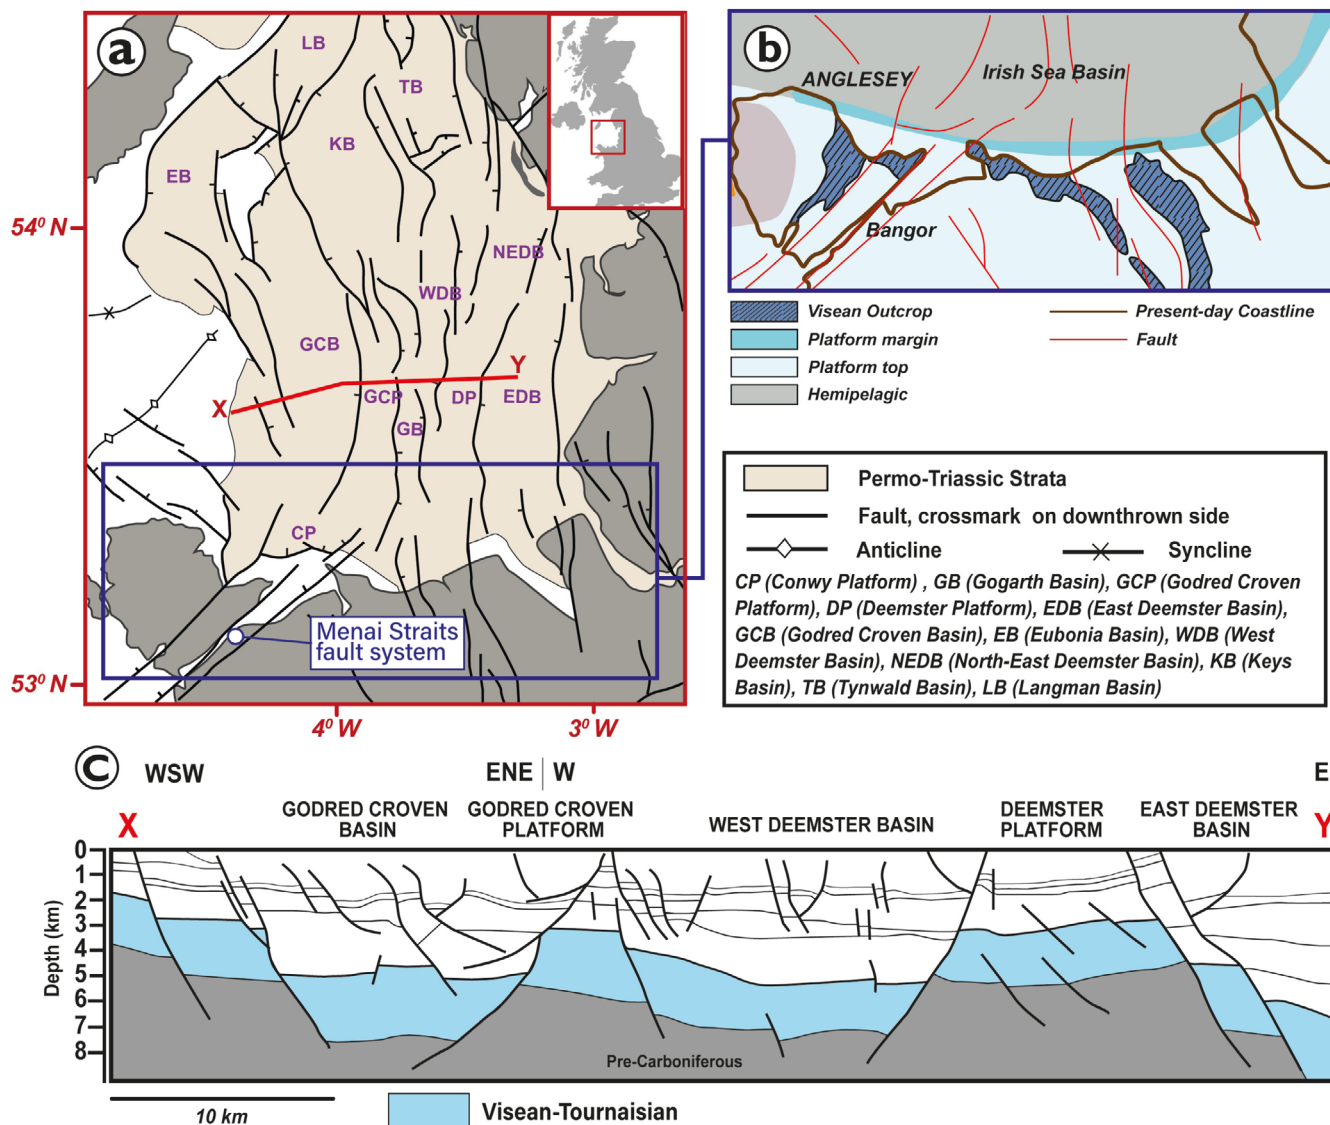 a
LB
TB
KB
EB
54⁰ N
NEDB
WDB
GCB
X
Y
GCP
DP
EDB
GB
CP
Menai Straits
fault system
53⁰ N
4⁰ W
3⁰ W
b
ANGLESEY
Irish Sea Basin
Bangor
Visean Outcrop
Present-day Coastline
Platform margin
Fault
Platform top
Hemipelagic
Permo-Triassic Strata
Fault, crossmark on downthrown side
Anticline
Syncline
CP (Conwy Platform) , GB (Gogarth Basin), GCP (Godred Croven
Platform), DP (Deemster Platform), EDB (East Deemster Basin),
GCB (Godred Croven Basin), EB (Eubonia Basin), WDB (West
Deemster Basin), NEDB (North-East Deemster Basin), KB (Keys
Basin), TB (Tynwald Basin), LB (Langman Basin)
C
WSW
ENE
W
E
X
GODRED CROVEN
BASIN
GODRED CROVEN
PLATFORM
WEST DEEMSTER BASIN
DEEMSTER
PLATFORM
EAST DEEMSTER
BASIN
Y
Depth (km)
0
1
2
3
4
5
6
7
8
Pre-Carboniferous
10 km
Visean-Tournaisian